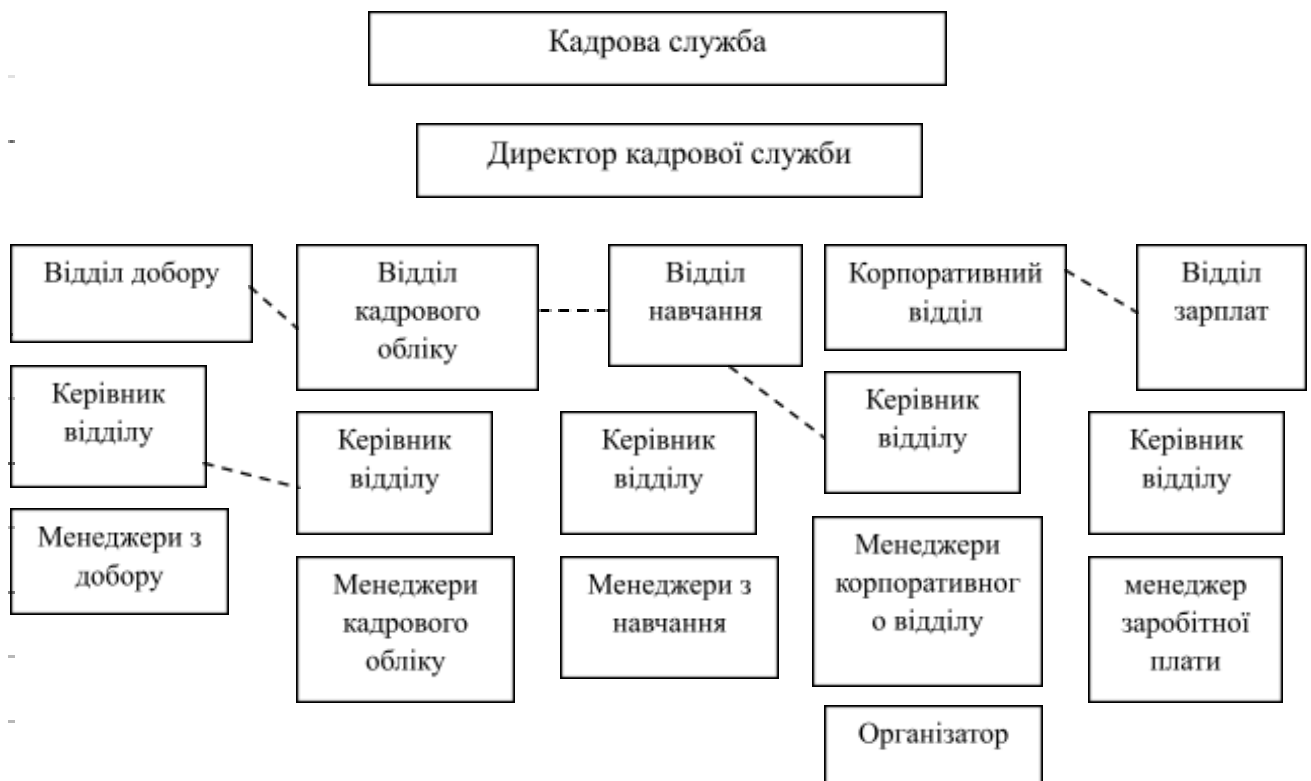 Кадрова служба
Директор кадрової служби
Відділ добору
Відділ
кадрового
обліку
Відділ
навчання
Корпоративний
відділ
Відділ
зарплат
Керівник
відділу
Керівник
відділу
Керівник
відділу
Керівник
відділу
Керівник
відділу
Менеджери з
добору
Менеджери
кадрового
обліку
Менеджери з
навчання
Менеджери
корпоративног
о відділу
менеджер
заробітної
плати
Організатор